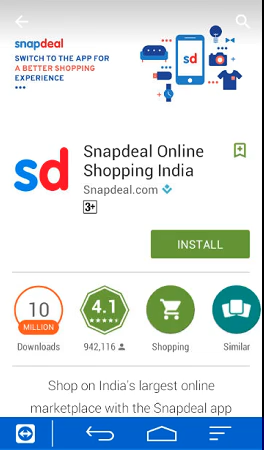 snapdeal
SWITCH TO THE APP FOR
A BETTER SHOPPING
EXPERIENCE
sd
sd
Snapdeal Online
Shopping India
Snapdeal.com
3+
INSTALL
10
MILLION
Downloads
4.1
942,116
Shopping
Similar
Shop on India's largest online
marketplace with the Snapdeal app